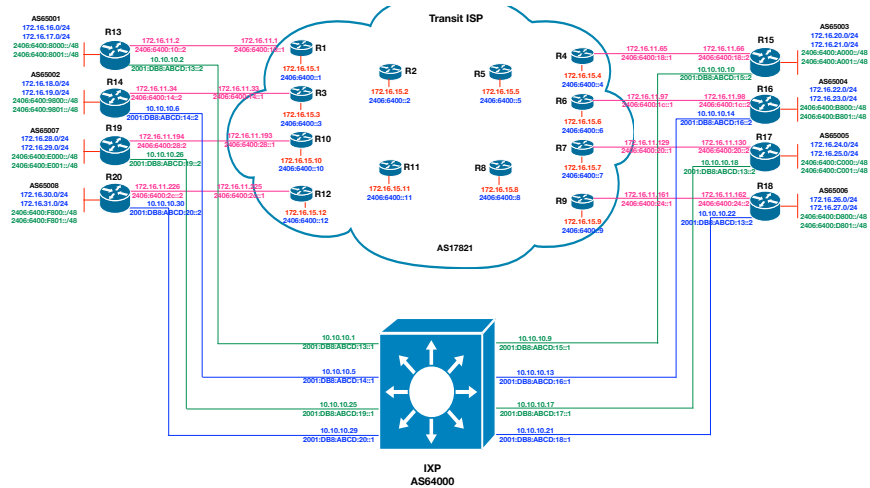 Transit ISP
AS65001
172.16.16.0/24
172.16.17.0/24
2406:6400:8000::/48
2406:6400:8001::/48
R13
172.16.11.2
2406:6400:10::2
172.16.11.1
10.10.10.2
2001:DB8:ABCD:13::2
R1
172.16.15.1
2406:6400::1
AS65002
172.16.18.0/24
172.16.19.0/24
2406:6400:9800::/48
2406:6400:9801::/48
R14
172.16.11.34
2406:6400:14::2
172.16.11.33
10.10.10.6
2001:DB8:ABCD:14::2
R3
172.16.15.3
2406:6400::3
AS65007
172.16.28.0/24
172.16.29.0/24
2406:6400:E000::/48
2406:6400:E001::/48
R19
172.16.11.194
2406:6400:28::2
172.16.11.193
2406:6400:28::1
10.10.10.26
R10
172.16.15.10
2406:6400::10
AS65008
172.16.30.0/24
172.16.31.0/24
2406:6400:F800::/48
2406:6400:F801::/48
R20
172.16.11.226
172.16.11.225
10.10.10.30
2001:DB8:ABCD:20::2
R12
172.16.15.12
2406:6400::12
R2
172.16.15.2
2406:6400::2
R5
172.16.15.5
2406:6400::5
R11
172.16.15.11
2406:6400::11
R8
172.16.15.8
2406:6400::8
AS17821
R4
172.16.15.4
2406:6400::4
172.16.11.65
2406:6400:18::1
172.16.11.66
2406:6400:18::2
10.10.10.10
2001:DB8:ABCD:15::2
R15
AS65003
172.16.20.0/24
172.16.21.0/24
2406:6400:A000::/48
2406:6400:A001::/48
R6
172.16.15.6
2406:6400::6
172.16.11.97
2406:6400:1c::1
172.16.11.98
2406:6400:1c::2
10.10.10.14
2001:DB8:ABCD:16::2
R16
AS65004
172.16.22.0/24
172.16.23.0/24
2406:6400:B800::/48
2406:6400:B801::/48
R7
172.16.15.7
2406:6400::7
172.16.11.129
2406:6400:20::1
172.16.11.130
2406:6400:20::2
10.10.10.18
2001:DB8:ABCD:13::2
R17
AS65005
172.16.24.0/24
172.16.25.0/24
2406:6400:C000::/48
2406:6400:C001::/48
R9
172.16.15.9
2406:6400::9
172.16.11.161
2406:6400:24::1
172.16.11.162
2406:6400:24::2
10.10.10.22
2001:DB8:ABCD:13::2
R18
AS65006
172.16.26.0/24
172.16.27.0/24
2406:6400:D800::/48
2406:6400:D801::/48
10.10.10.1
2001:DB8:ABCD:13::1
10.10.10.9
2001:DB8:ABCD:15::1
10.10.10.5
2001:DB8:ABCD:14::1
10.10.10.13
2001:DB8:ABCD:16::1
10.10.10.25
2001:DB8:ABCD:19::1
10.10.10.17
2001:DB8:ABCD:17::1
10.10.10.29
2001:DB8:ABCD:20::1
10.10.10.21
2001:DB8:ABCD:18::1
IXP
AS64000